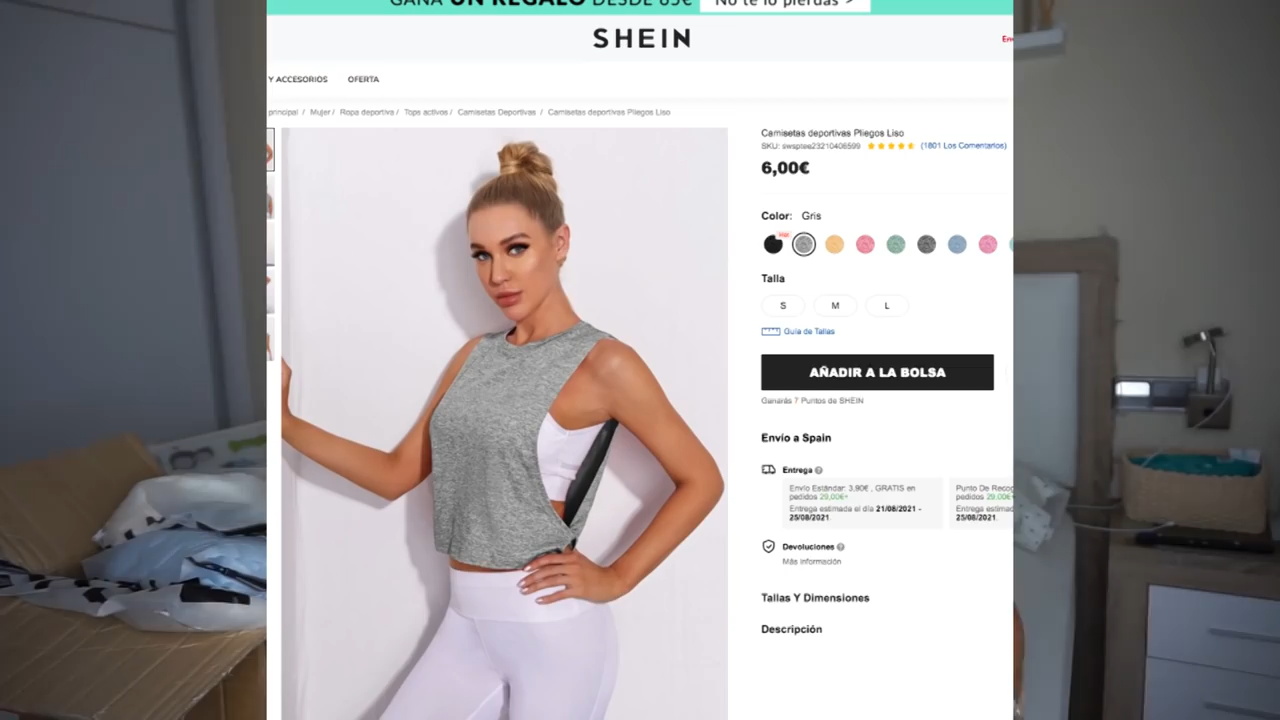 GANA UN REGALO DESDE 65€ No te lo pierdas >
SHEIN
Y ACCESORIOS OFERTA
principal / Mujer / Ropa deportiva / Tops activos / Camisetas Deportivas / Camisetas deportivas Pliegos Liso
Camisetas deportivas Pliegos Liso
SKU: swsptee23210406599 (1801 Los Comentarios)
6,00€
Color: Gris
Talla
S M L
Guía de Tallas
AÑADIR A LA BOLSA
Ganarás 7 Puntos de SHEIN
Envío a Spain
Entrega
Envío Estándar: 3,90€ , GRATIS en
pedidos 29,00€+
Entrega estimada el día 21/08/2021 -
25/08/2021.
Punto De Recog
pedidos 29,00€+
Entrega estima
25/08/2021.
Devoluciones
Más información
Tallas Y Dimensiones
Descripción